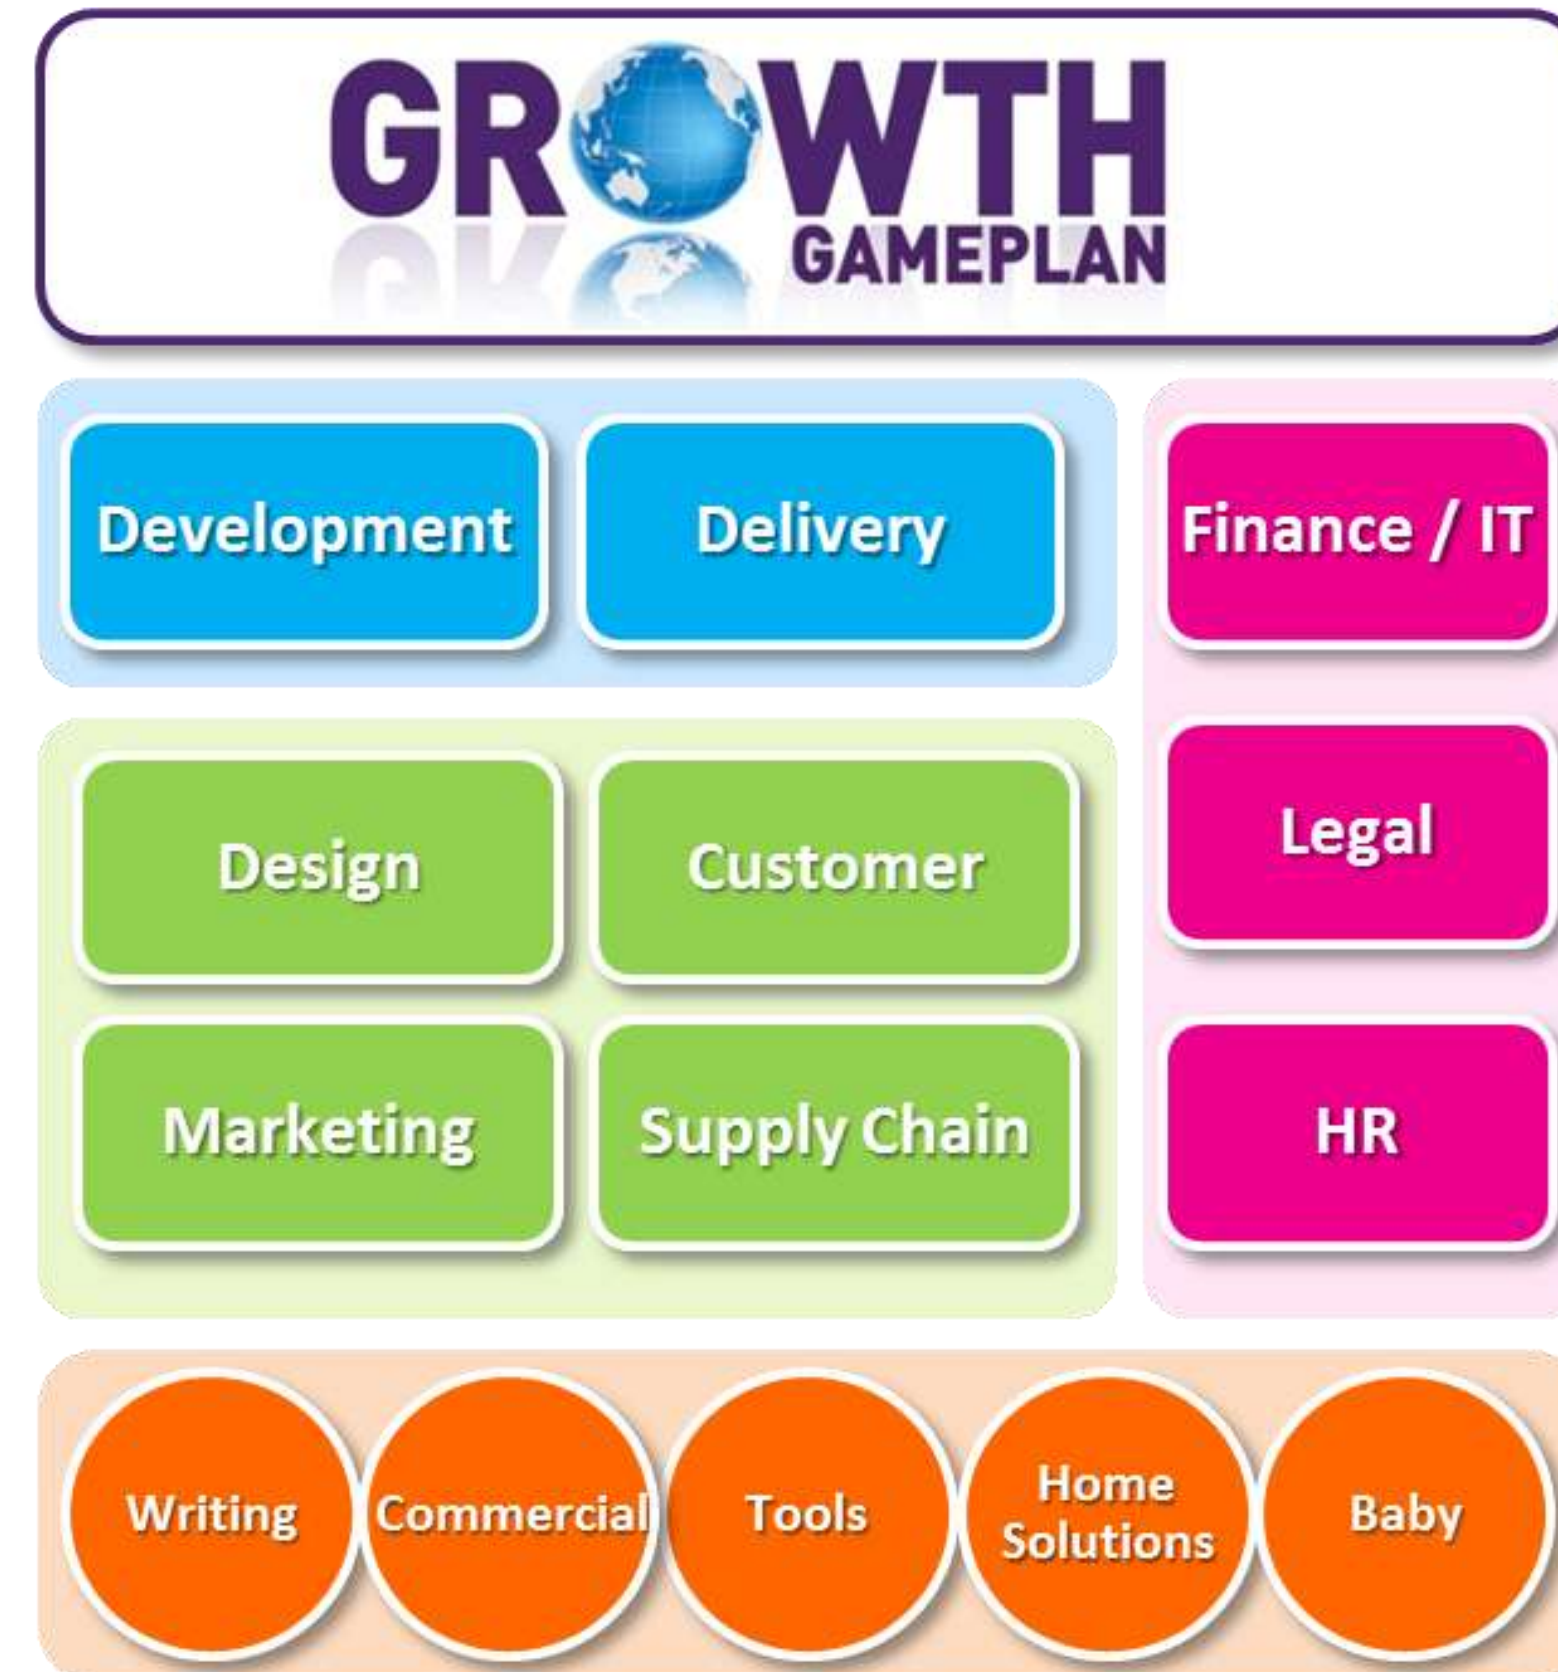 GROWTH
GAMEPLAN
Development
Delivery
Finance / IT
Design
Customer
Legal
Marketing
Supply Chain
HR
Writing
Commercial
Tools
Home
Solutions
Baby